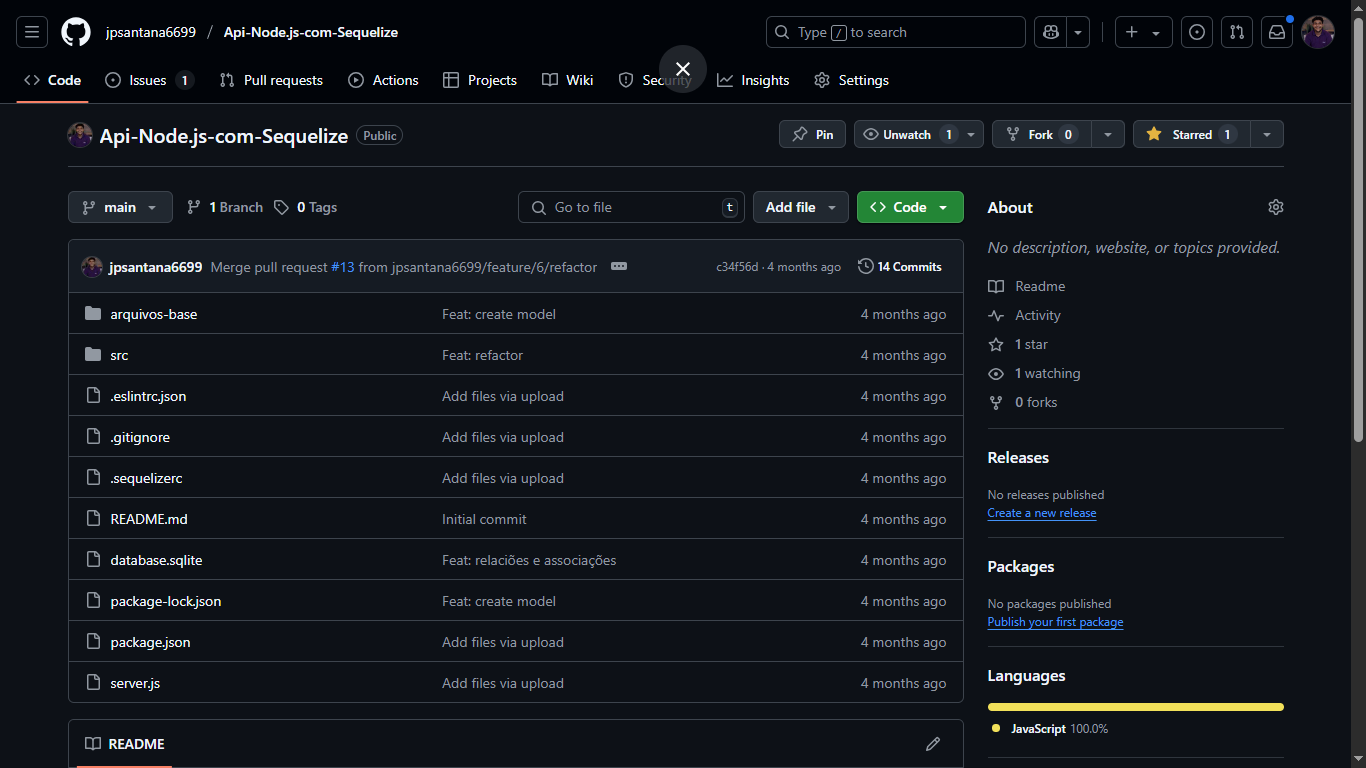 jpsantana6699 / Api-Node.js-com-Sequelize
Type / to search
Code Issues 1 Pull requests Actions Projects Wiki Security Insights Settings
Api-Node.js-com-Sequelize Public
Pin Unwatch 1 Fork 0 Starred 1
main 1 Branch 0 Tags Go to file t Add file Code
jpsantana6699 Merge pull request #13 from jpsantana6699/feature/6/refactor c34f56d · 4 months ago 14 Commits
arquivos-base Feat: create model 4 months ago
src Feat: refactor 4 months ago
.eslintrc.json Add files via upload 4 months ago
.gitignore Add files via upload 4 months ago
.sequelizerc Add files via upload 4 months ago
README.md Initial commit 4 months ago
database.sqlite Feat: relaciões e associações 4 months ago
package-lock.json Feat: create model 4 months ago
package.json Add files via upload 4 months ago
server.js Add files via upload 4 months ago
README
About
No description, website, or topics provided.
Readme
Activity
1 star
1 watching
0 forks
Releases
No releases published
Create a new release
Packages
No packages published
Publish your first package
Languages
JavaScript 100.0%